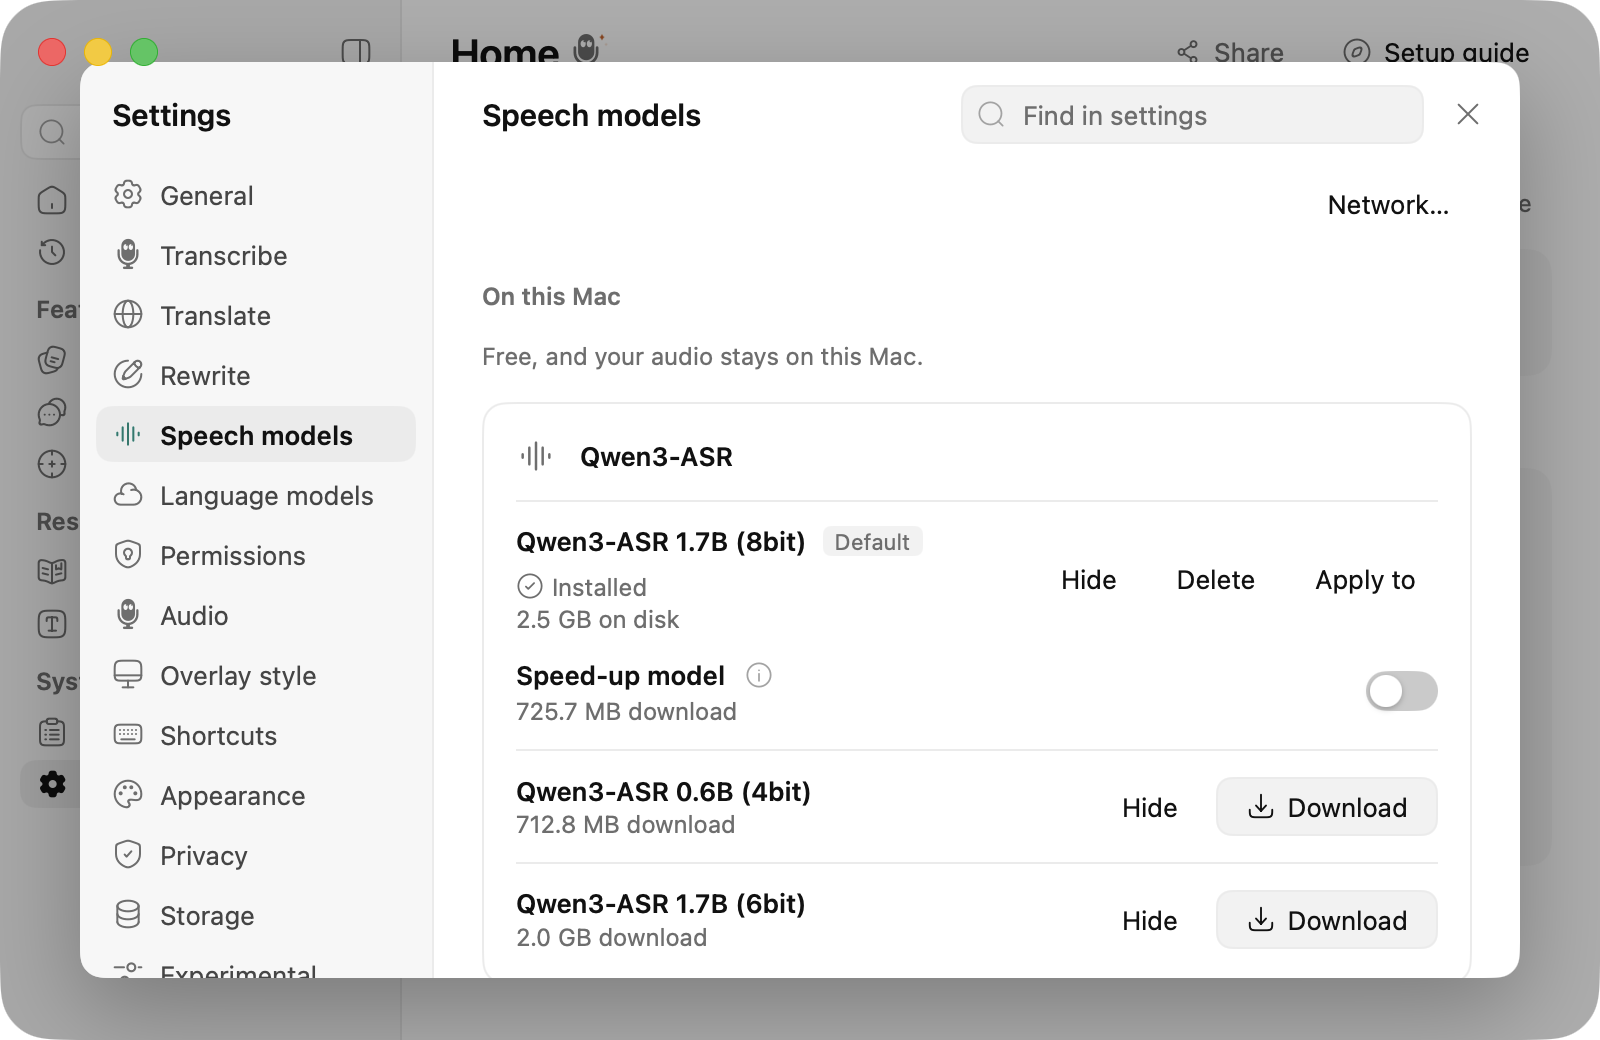 Home
Share
Setup guide
Settings
Speech models
Find in settings
General
Transcribe
Translate
Rewrite
Speech models
Language models
Permissions
Audio
Overlay style
Shortcuts
Appearance
Privacy
Storage
Experimental
Network...
On this Mac
Free, and your audio stays on this Mac.
Qwen3-ASR
Qwen3-ASR 1.7B (8bit) Default
Installed
2.5 GB on disk
Hide Delete Apply to
Speed-up model
725.7 MB download
Qwen3-ASR 0.6B (4bit)
712.8 MB download
Hide Download
Qwen3-ASR 1.7B (6bit)
2.0 GB download
Hide Download